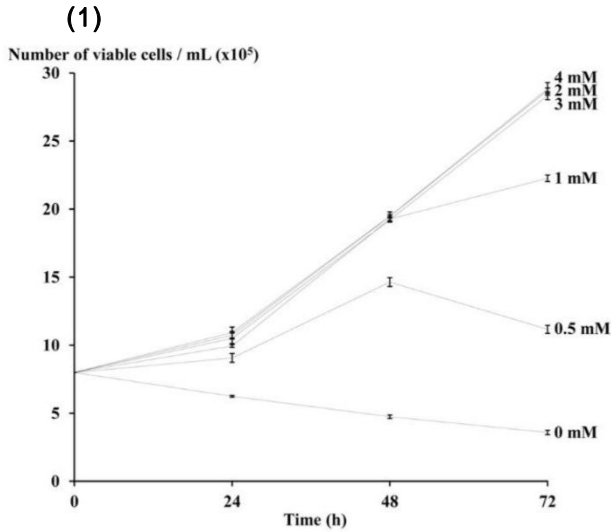 (1)
Number of viable cells / mL (x10⁵)
30
4 mM
2 mM
3 mM
25
1 mM
20
15
0.5 mM
10
5
0 mM
0
0 24 48 72
Time (h)